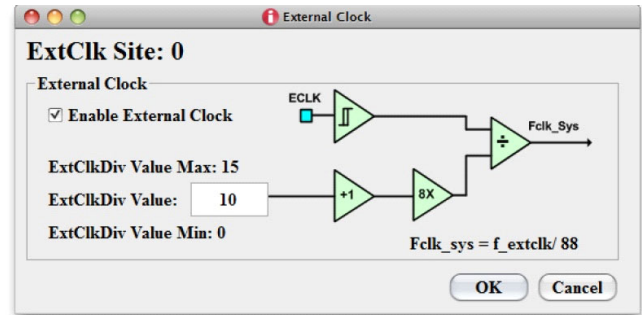 External Clock
ExtClk Site: 0
External Clock
Enable External Clock
ECLK
Fclk_Sys
÷
ExtClkDiv Value Max: 15
ExtClkDiv Value: 10
+1
8X
ExtClkDiv Value Min: 0
Fclk_sys = f_extclk/ 88
OK Cancel